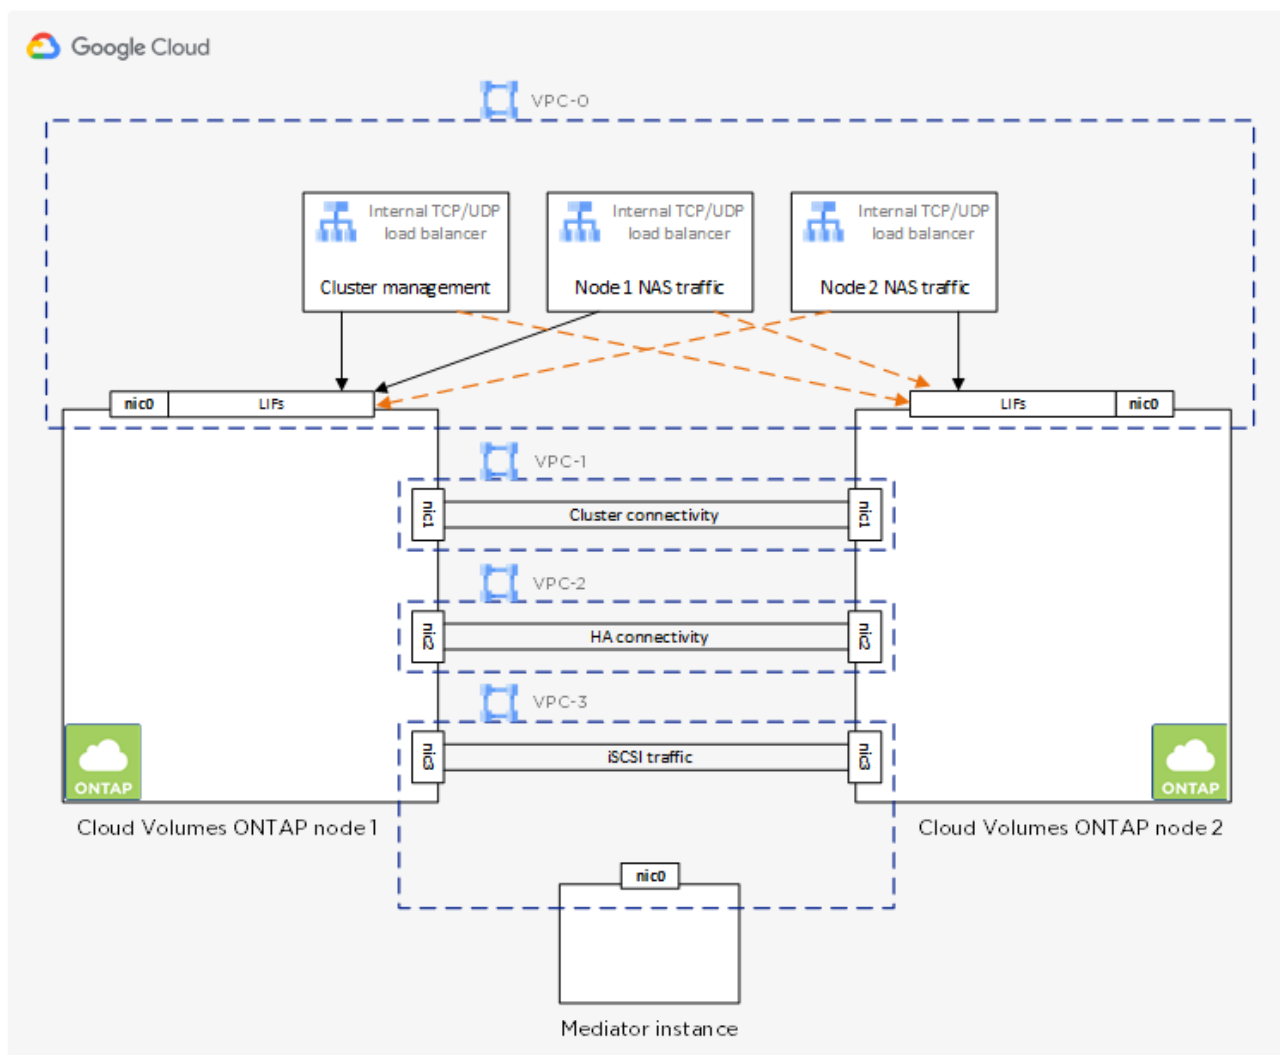 Google Cloud
VPC-0
Internal TCP/UDP
load balancer
Cluster management
Internal TCP/UDP
load balancer
Node 1 NAS traffic
Internal TCP/UDP
load balancer
Node 2 NAS traffic
nic0
LIFs
LIFs
nic0
VPC-1
nic1
Cluster connectivity
nic1
VPC-2
nic2
HA connectivity
nic2
VPC-3
nic3
iSCSI traffic
nic3
ONTAP
ONTAP
Cloud Volumes ONTAP node 1
Cloud Volumes ONTAP node 2
nic0
Mediator instance